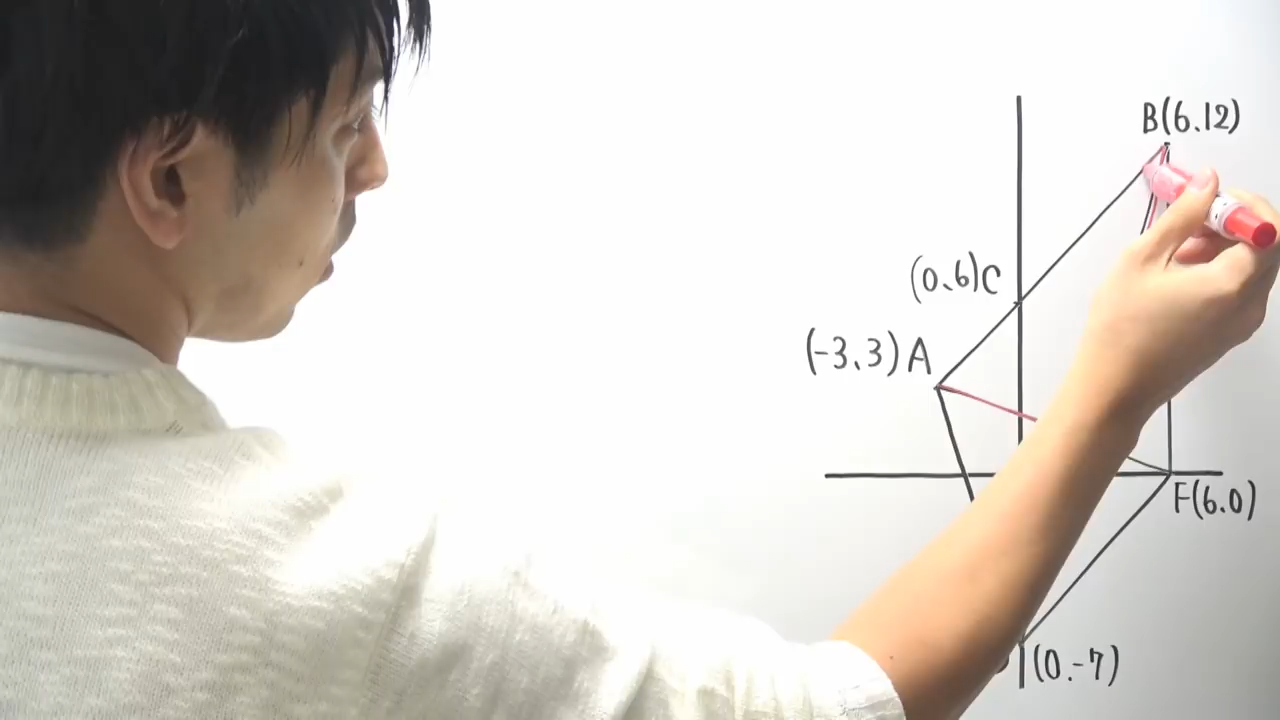 B(6.12)
(0、6)C
(-3、3)A
F(6.0)
(0.-7)